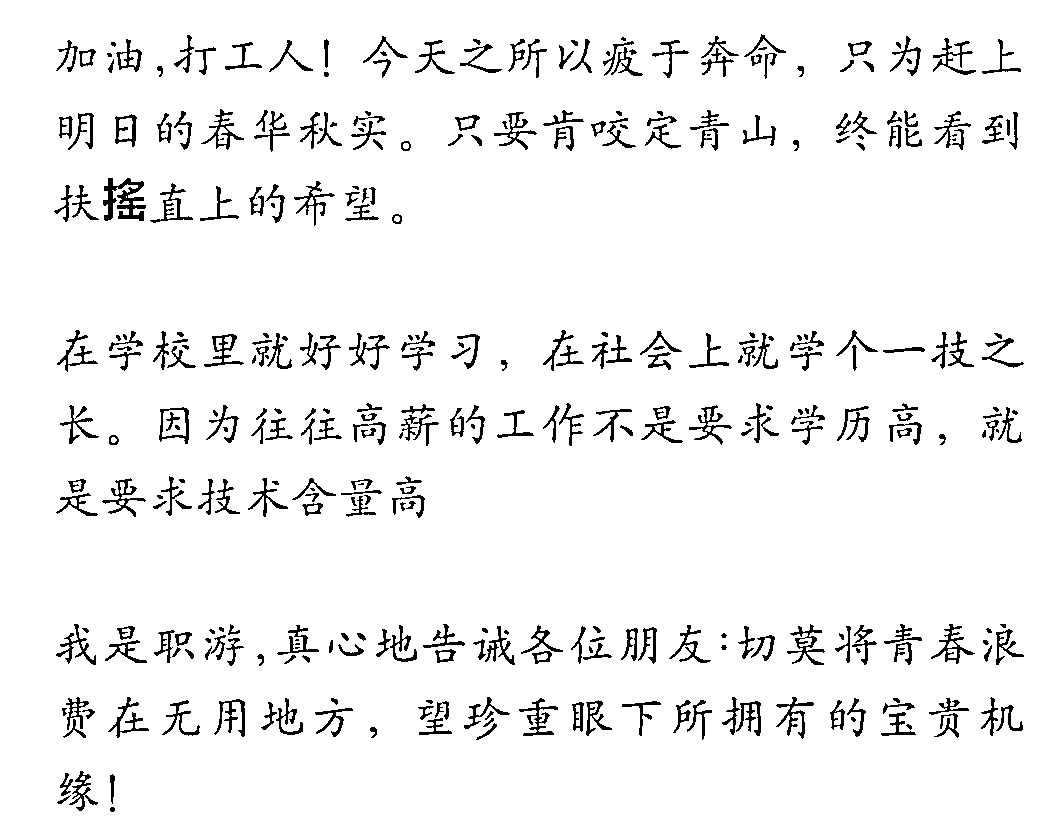 加油,打工人！今天之所以疲于奔命，只为赶上
明日的春华秋实。只要肯咬定青山，终能看到
扶搖直上的希望。
在学校里就好好学习，在社会上就学个一技之
长。因为往往高薪的工作不是要求学历高，就
是要求技术含量高
我是职游,真心地告诫各位朋友:切莫将青春浪
费在无用地方，望珍重眼下所拥有的宝贵机
缘！